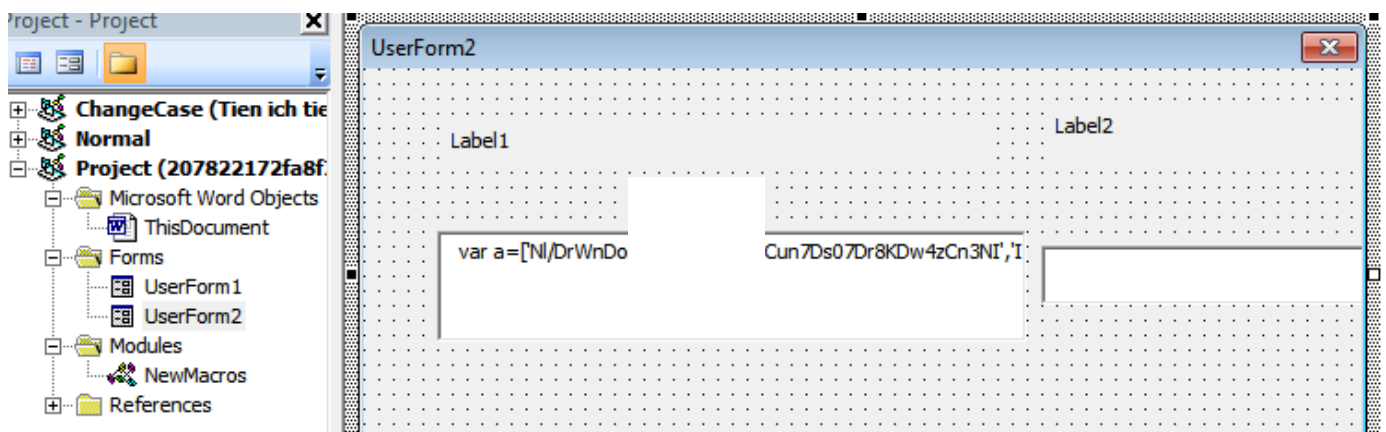 Project - Project
ChangeCase (Tien ich tie
Normal
Project (207822172fa8f.
Microsoft Word Objects
ThisDocument
Forms
UserForm1
UserForm2
Modules
NewMacros
References
UserForm2
Label1
Label2
var a=['Nl/DrWnDo
Cun7Ds07Dr8KDw4zCn3NI','I